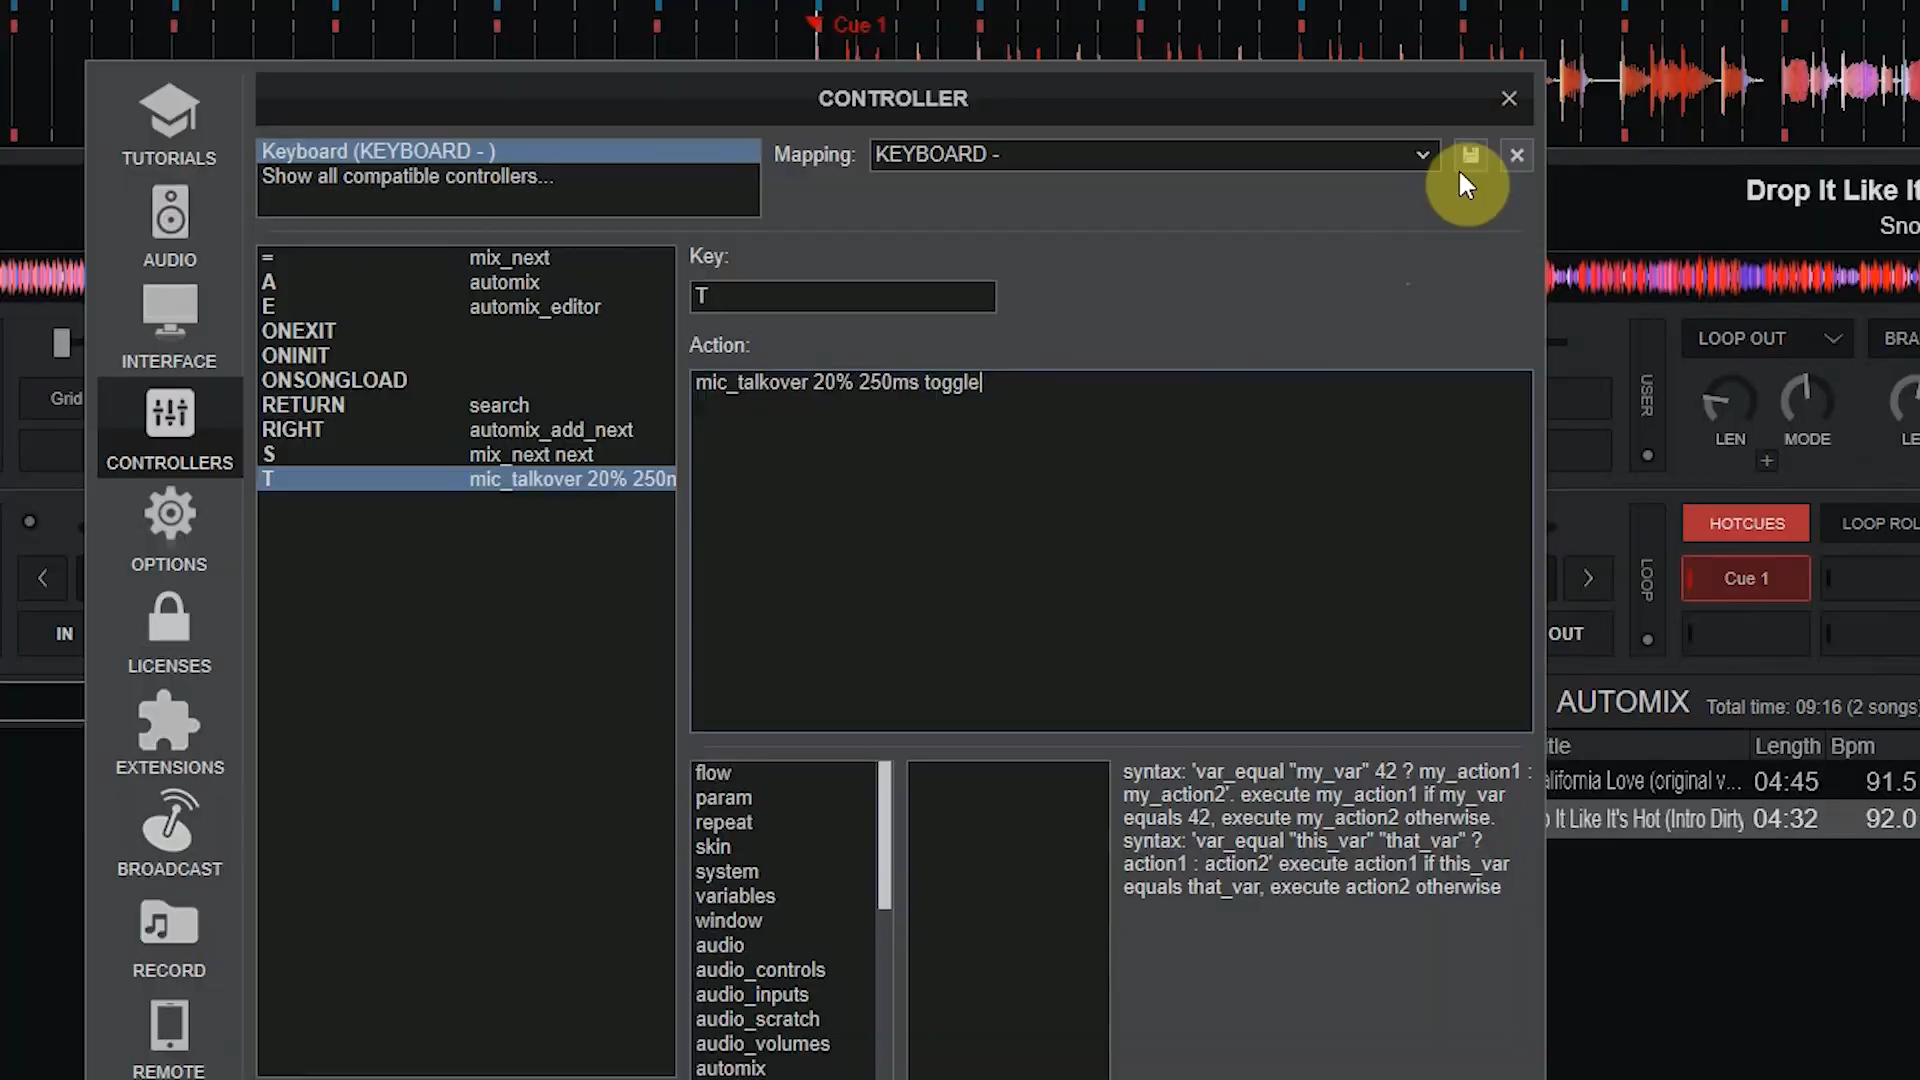 Cue 1
CONTROLLER
TUTORIALS
AUDIO
INTERFACE
CONTROLLERS
OPTIONS
LICENSES
EXTENSIONS
BROADCAST
RECORD
REMOTE
Keyboard (KEYBOARD - )
Show all compatible controllers...
Mapping: KEYBOARD -
= mix_next
A automix
E automix_editor
ONEXIT
ONINIT
ONSONGLOAD
RETURN search
RIGHT automix_add_next
S mix_next next
T mic_talkover 20% 250m
Key:
T
Action:
mic_talkover 20% 250ms toggle
flow
param
repeat
skin
system
variables
window
audio
audio_controls
audio_inputs
audio_scratch
audio_volumes
automix
syntax: 'var_equal "my_var" 42 ? my_action1 :
my_action2'. execute my_action1 if my_var
equals 42, execute my_action2 otherwise.
syntax: 'var_equal "this_var" "that_var" ?
action1 : action2' execute action1 if this_var
equals that_var, execute action2 otherwise
Grid
IN
Drop It Like It
Sno
USER
LOOP OUT
BRA
LEN
MODE
LE
+
LOOP
HOTCUES
LOOP ROL
Cue 1
OUT
AUTOMIX Total time: 09:16 (2 songs)
itle Length Bpm
alifornia Love (original v... 04:45 91.5
p It Like It's Hot (Intro Dirty 04:32 92.0